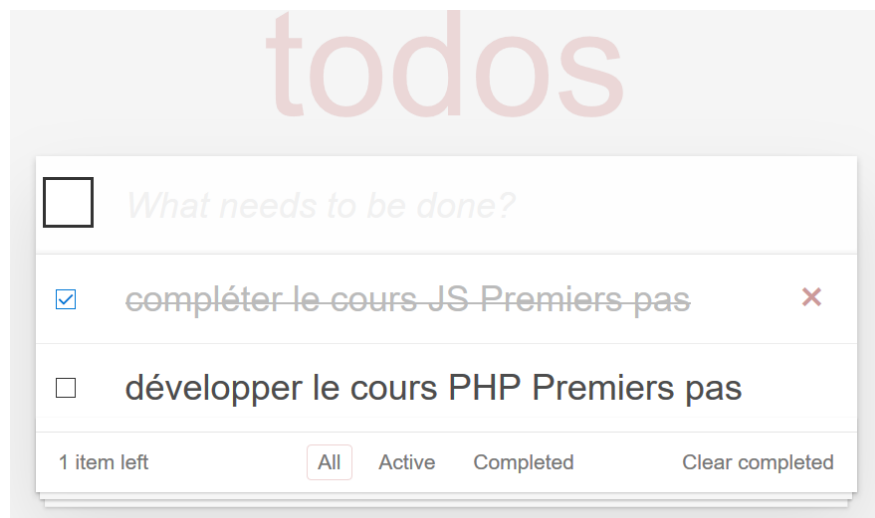 todos
What needs to be done?
compléter le cours JS Premiers pas ×
développer le cours PHP Premiers pas
1 item left All Active Completed Clear completed